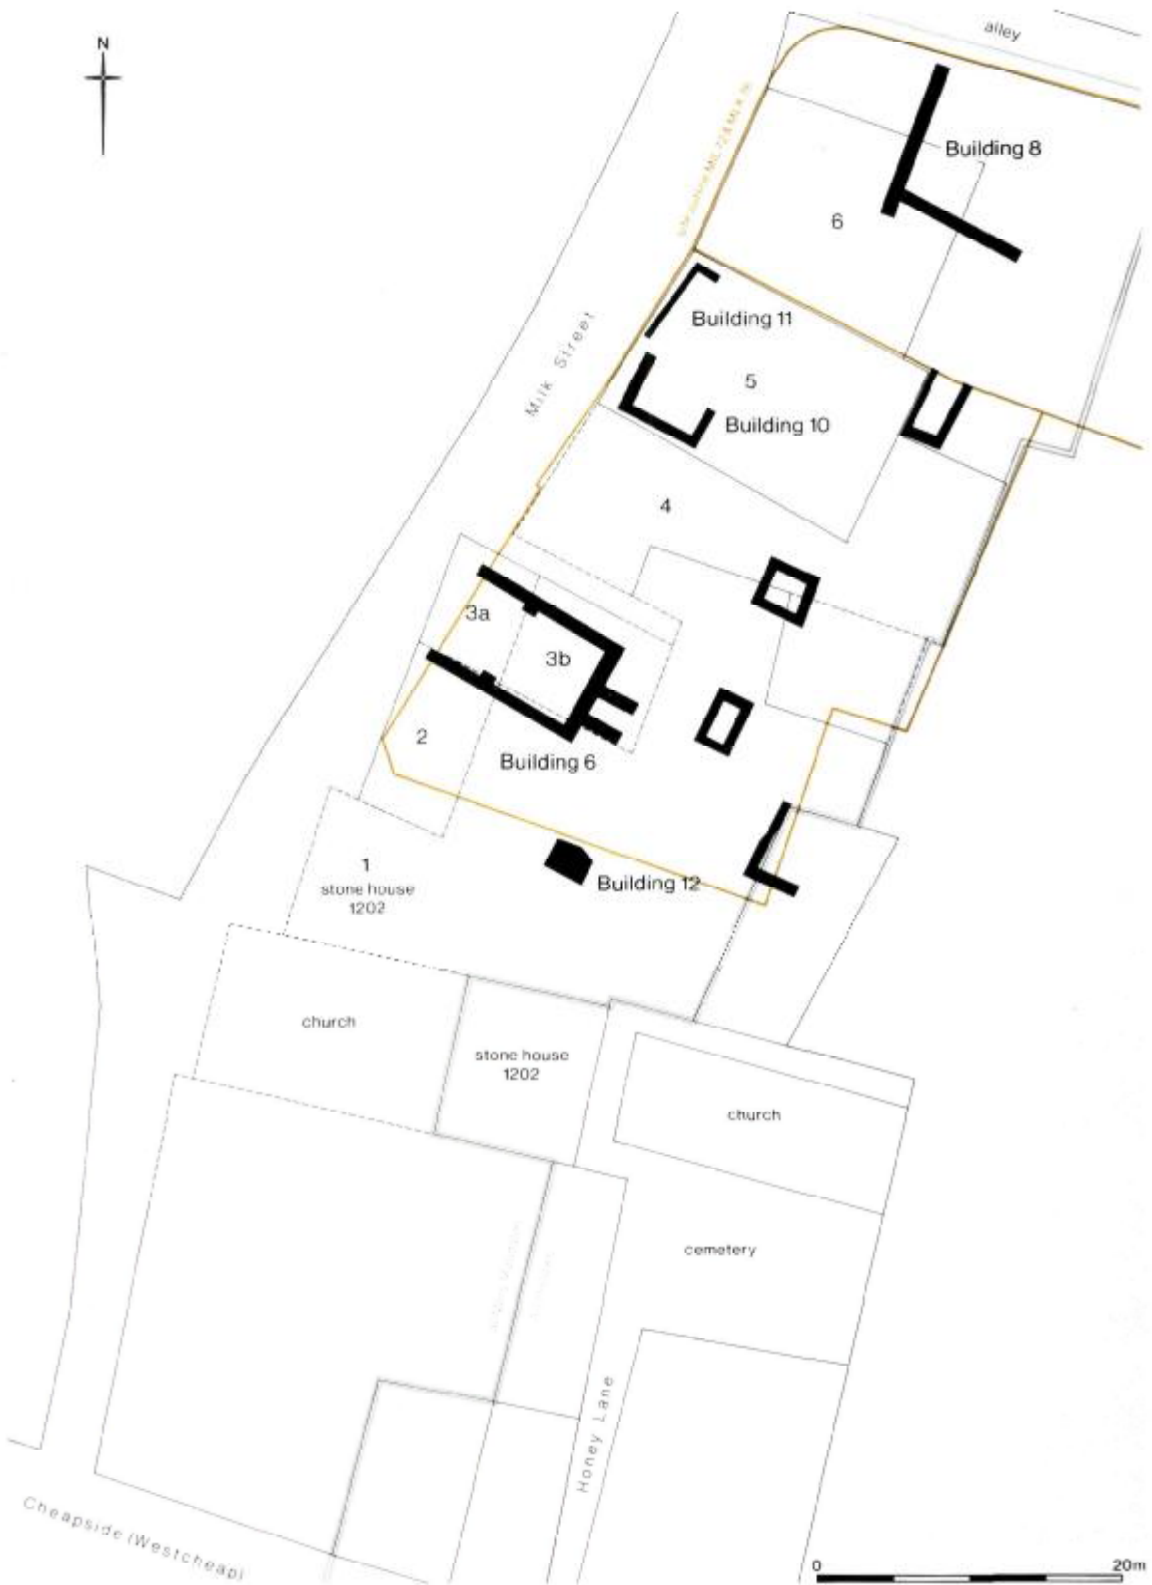 N
alley
Building 8
6
Building 11
Milk Street
5
Building 10
4
3a
3b
2
Building 6
1
stone house
1202
Building 12
church
stone house
1202
church
cemetery
Honey Lane
Cheapside (Westcheap)
0 20m